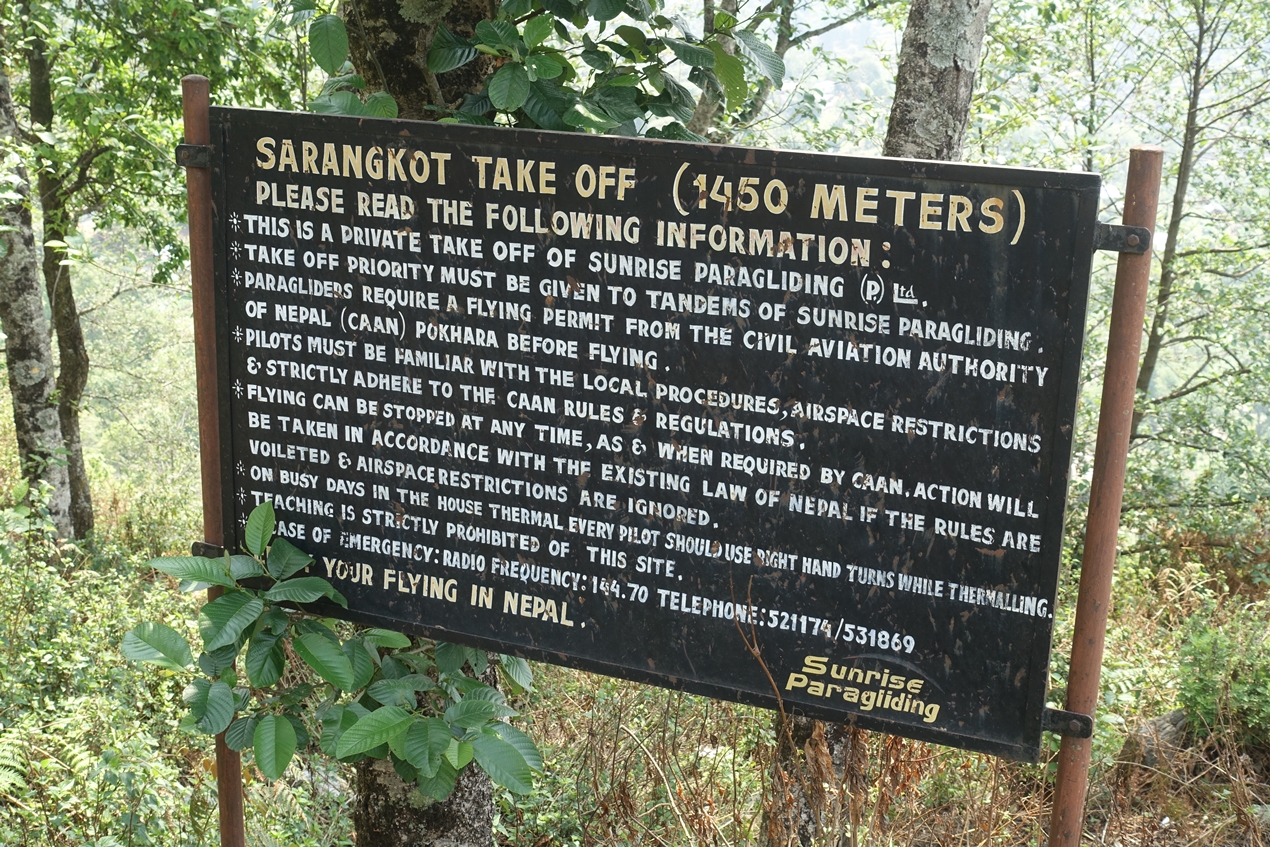 SARANGKOT TAKE OFF (1450 METERS)
PLEASE READ THE FOLLOWING INFORMATION:
* THIS IS A PRIVATE TAKE OFF OF SUNRISE PARAGLIDING (P) Ltd.
* TAKE OFF PRIORITY MUST BE GIVEN TO TANDEMS OF SUNRISE PARAGLIDING.
* PARAGLIDERS REQUIRE A FLYING PERMIT FROM THE CIVIL AVIATION AUTHORITY
OF NEPAL (CAAN) POKHARA BEFORE FLYING.
* PILOTS MUST BE FAMILIAR WITH THE LOCAL PROCEDURES, AIRSPACE RESTRICTIONS
& STRICTLY ADHERE TO THE CAAN RULES & REGULATIONS.
* FLYING CAN BE STOPPED AT ANY TIME, AS & WHEN REQUIRED BY CAAN. ACTION WILL
BE TAKEN IN ACCORDANCE WITH THE EXISTING LAW OF NEPAL IF THE RULES ARE
VOILETED & AIRSPACE RESTRICTIONS ARE IGNORED.
* ON BUSY DAYS IN THE HOUSE THERMAL EVERY PILOT SHOULD USE RIGHT HAND TURNS WHILE THERMALLING.
* TEACHING IS STRICTLY PROHIBITED OF THIS SITE.
CASE OF EMERGENCY: RADIO FREQUENCY: 144.70 TELEPHONE: 521174/531869
YOUR FLYING IN NEPAL.
Sunrise
Paragliding